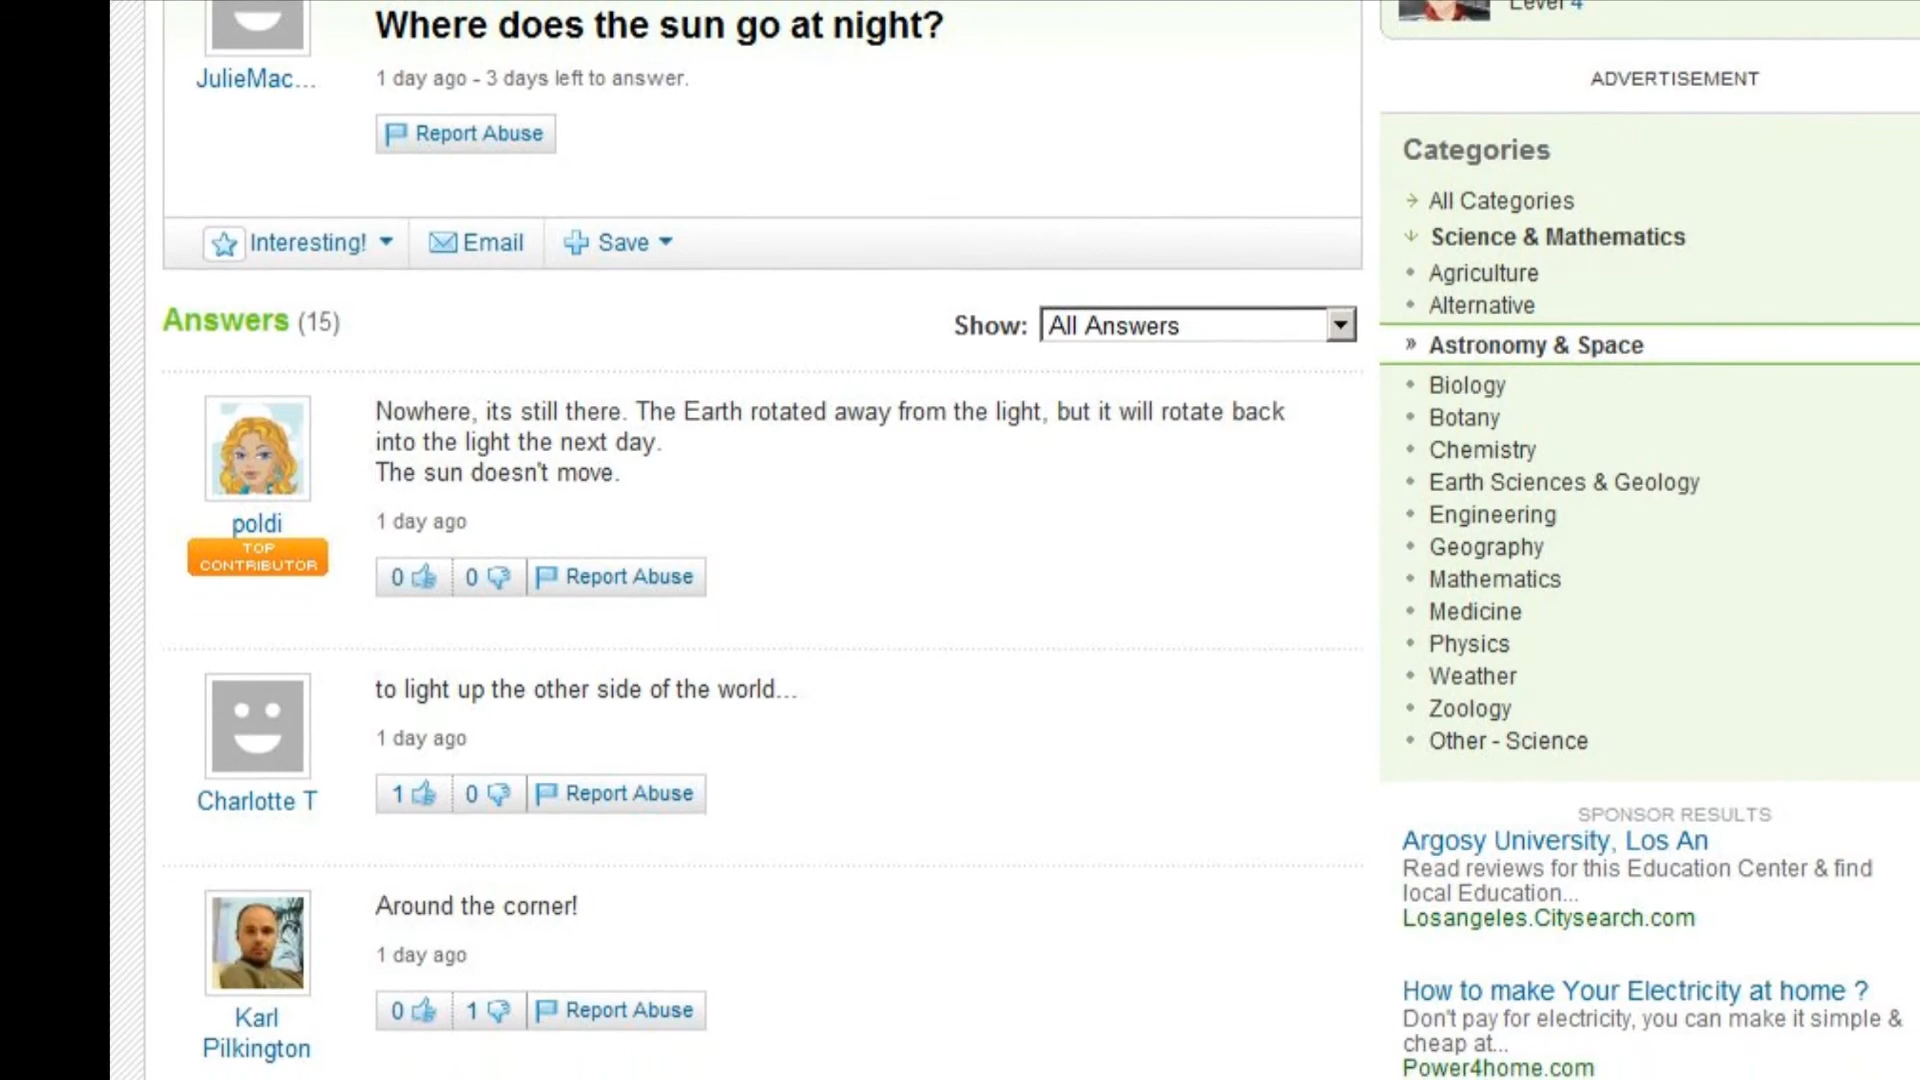 Where does the sun go at night?
JulieMac...
1 day ago - 3 days left to answer.
Report Abuse
Interesting!
Email
Save
Answers (15)
Show: All Answers
Nowhere, its still there. The Earth rotated away from the light, but it will rotate back
into the light the next day.
The sun doesn't move.
1 day ago
poldi
TOP
CONTRIBUTOR
0 0 Report Abuse
to light up the other side of the world...
1 day ago
Charlotte T
1 0 Report Abuse
Around the corner!
1 day ago
Karl
Pilkington
0 1 Report Abuse
Level 4
ADVERTISEMENT
Categories
All Categories
Science & Mathematics
Agriculture
Alternative
Astronomy & Space
Biology
Botany
Chemistry
Earth Sciences & Geology
Engineering
Geography
Mathematics
Medicine
Physics
Weather
Zoology
Other - Science
SPONSOR RESULTS
Argosy University, Los An
Read reviews for this Education Center & find
local Education...
Losangeles.Citysearch.com
How to make Your Electricity at home ?
Don't pay for electricity, you can make it simple &
cheap at...
Power4home.com